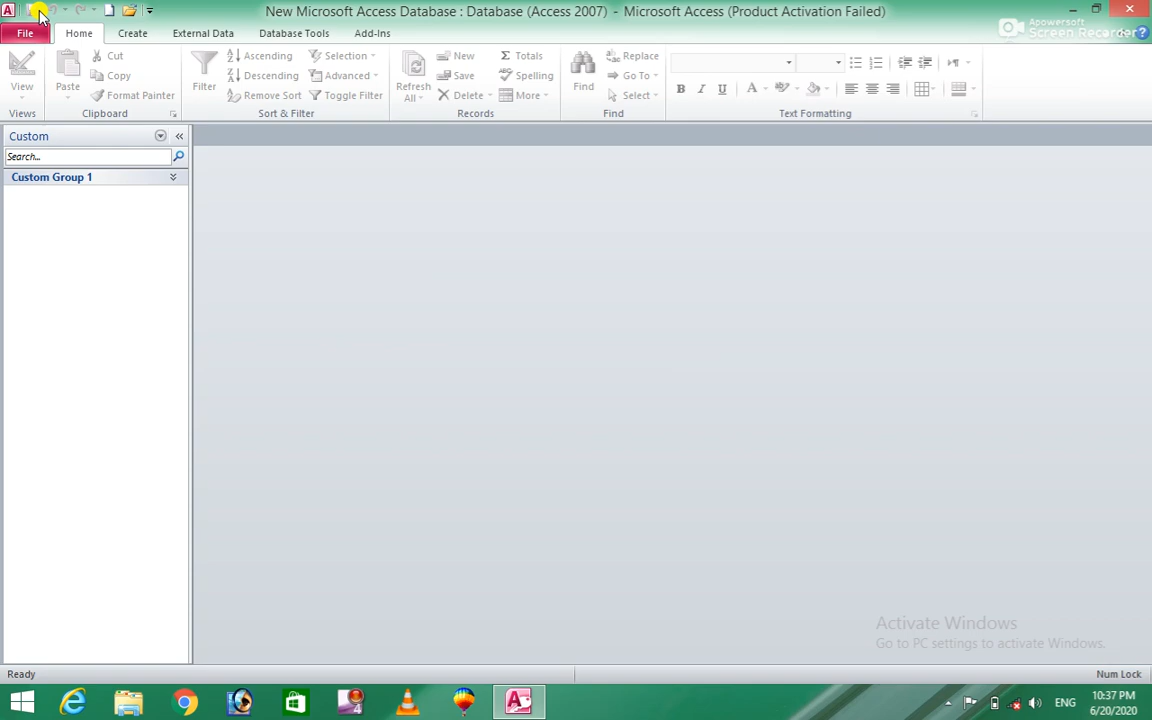 New Microsoft Access Database : Database (Access 2007) - Microsoft Access (Product Activation Failed)
File Home Create External Data Database Tools Add-Ins
Apowersoft
Screen Recorder
View
Views
Paste
Cut
Copy
Format Painter
Clipboard
Filter
Ascending
Descending
Remove Sort
Selection
Advanced
Toggle Filter
Sort & Filter
Refresh
All
New
Save
Delete
Totals
Spelling
More
Records
Find
Replace
Go To
Select
Find
B I U A ab
Text Formatting
Custom
Search...
Custom Group 1
Activate Windows
Go to PC settings to activate Windows.
Ready
Num Lock
ENG
10:37 PM
6/20/2020